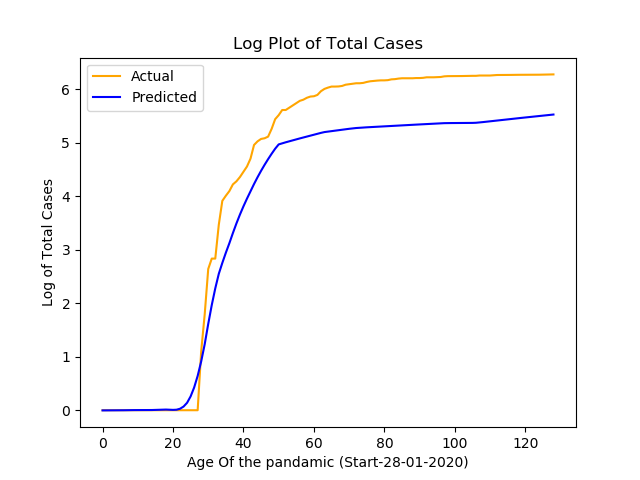 Log Plot of Total Cases
Actual
Predicted
Log of Total Cases
6
5
4
3
2
1
0
0 20 40 60 80 100 120
Age Of the pandamic (Start-28-01-2020)